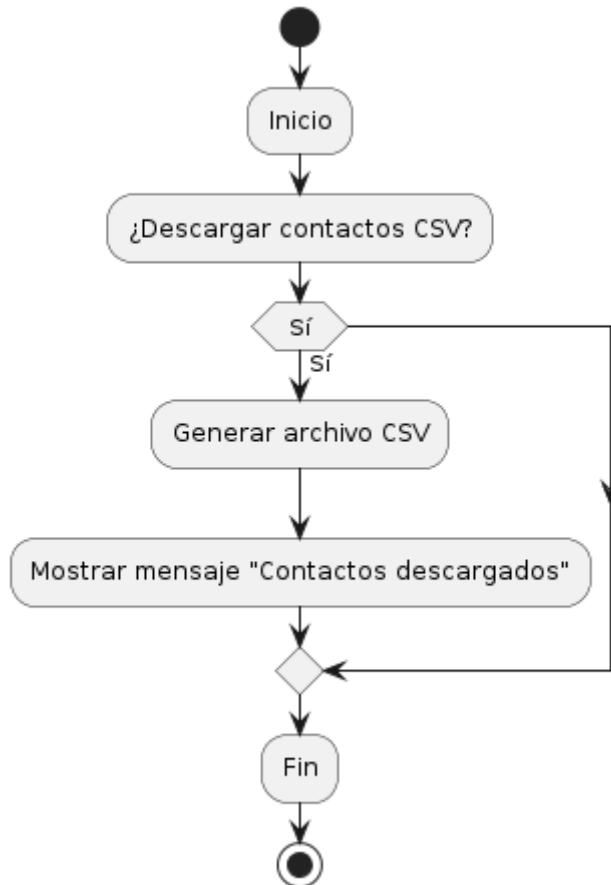 Inicio
¿Descargar contactos CSV?
Sí
Sí
Generar archivo CSV
Mostrar mensaje "Contactos descargados"
Fin